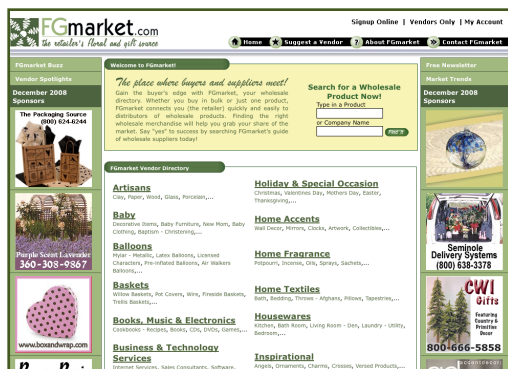 Signup Online | Vendors Only | My Account
FGmarket.com
the retailer's floral and gift source
Home
Suggest a Vendor
About FGmarket
Contact FGmarket
FGmarket Buzz
Vendor Spotlights
December 2008
Sponsors
The Packaging Source
(800) 624-6244
Purple Scent Lavender
360-308-9867
www.boxandwrap.com
Welcome to FGmarket!
The place where buyers and suppliers meet!
Gain the buyer's edge with FGmarket, your wholesale
directory. Whether you buy in bulk or just one product,
FGmarket connects you (the retailer) quickly and easily to
distributors of wholesale products. Finding the right
wholesale merchandise will help you grab your share of the
market. Say "yes" to success by searching FGmarket's guide
of wholesale suppliers today!
Search for a Wholesale
Product Now!
Type in a Product
or Company Name
FIND IT
FGmarket Vendor Directory
Artisans
Clay, Paper, Wood, Glass, Porcelain,...
Baby
Decorative Items, Baby Furniture, New Mom, Baby
Clothing, Baptism - Christening,...
Balloons
Mylar - Metallic, Latex Balloons, Licensed
Characters, Pre-Inflated Balloons, Air Walkers
Balloons,...
Baskets
Willow Baskets, Pot Covers, Wire, Fireside Baskets,
Trellis Baskets,...
Books, Music & Electronics
Cookbooks - Recipes, Books, CDs, DVDs, Games,...
Business & Technology
Services
Internet Services, Sales Consultants, Software,
Holiday & Special Occasion
Christmas, Valentines Day, Mothers Day, Easter,
Thanksgiving,...
Home Accents
Wall Decor, Mirrors, Clocks, Artwork, Collectibles,...
Home Fragrance
Potpourri, Incense, Oils, Sprays, Sachets,...
Home Textiles
Bath, Bedding, Throws - Afghans, Pillows, Tapestries,...
Housewares
Kitchen, Bath Room, Living Room - Den, Laundry - Utility,
Bedroom,...
Inspirational
Angels, Ornaments, Charms, Crosses, Versed Products,...
Free Newsletter
Market Trends
December 2008
Sponsors
Seminole
Delivery Systems
(800) 638-3378
CWI
Gifts
Featuring
Country &
Primitive
Decor
800-666-5858